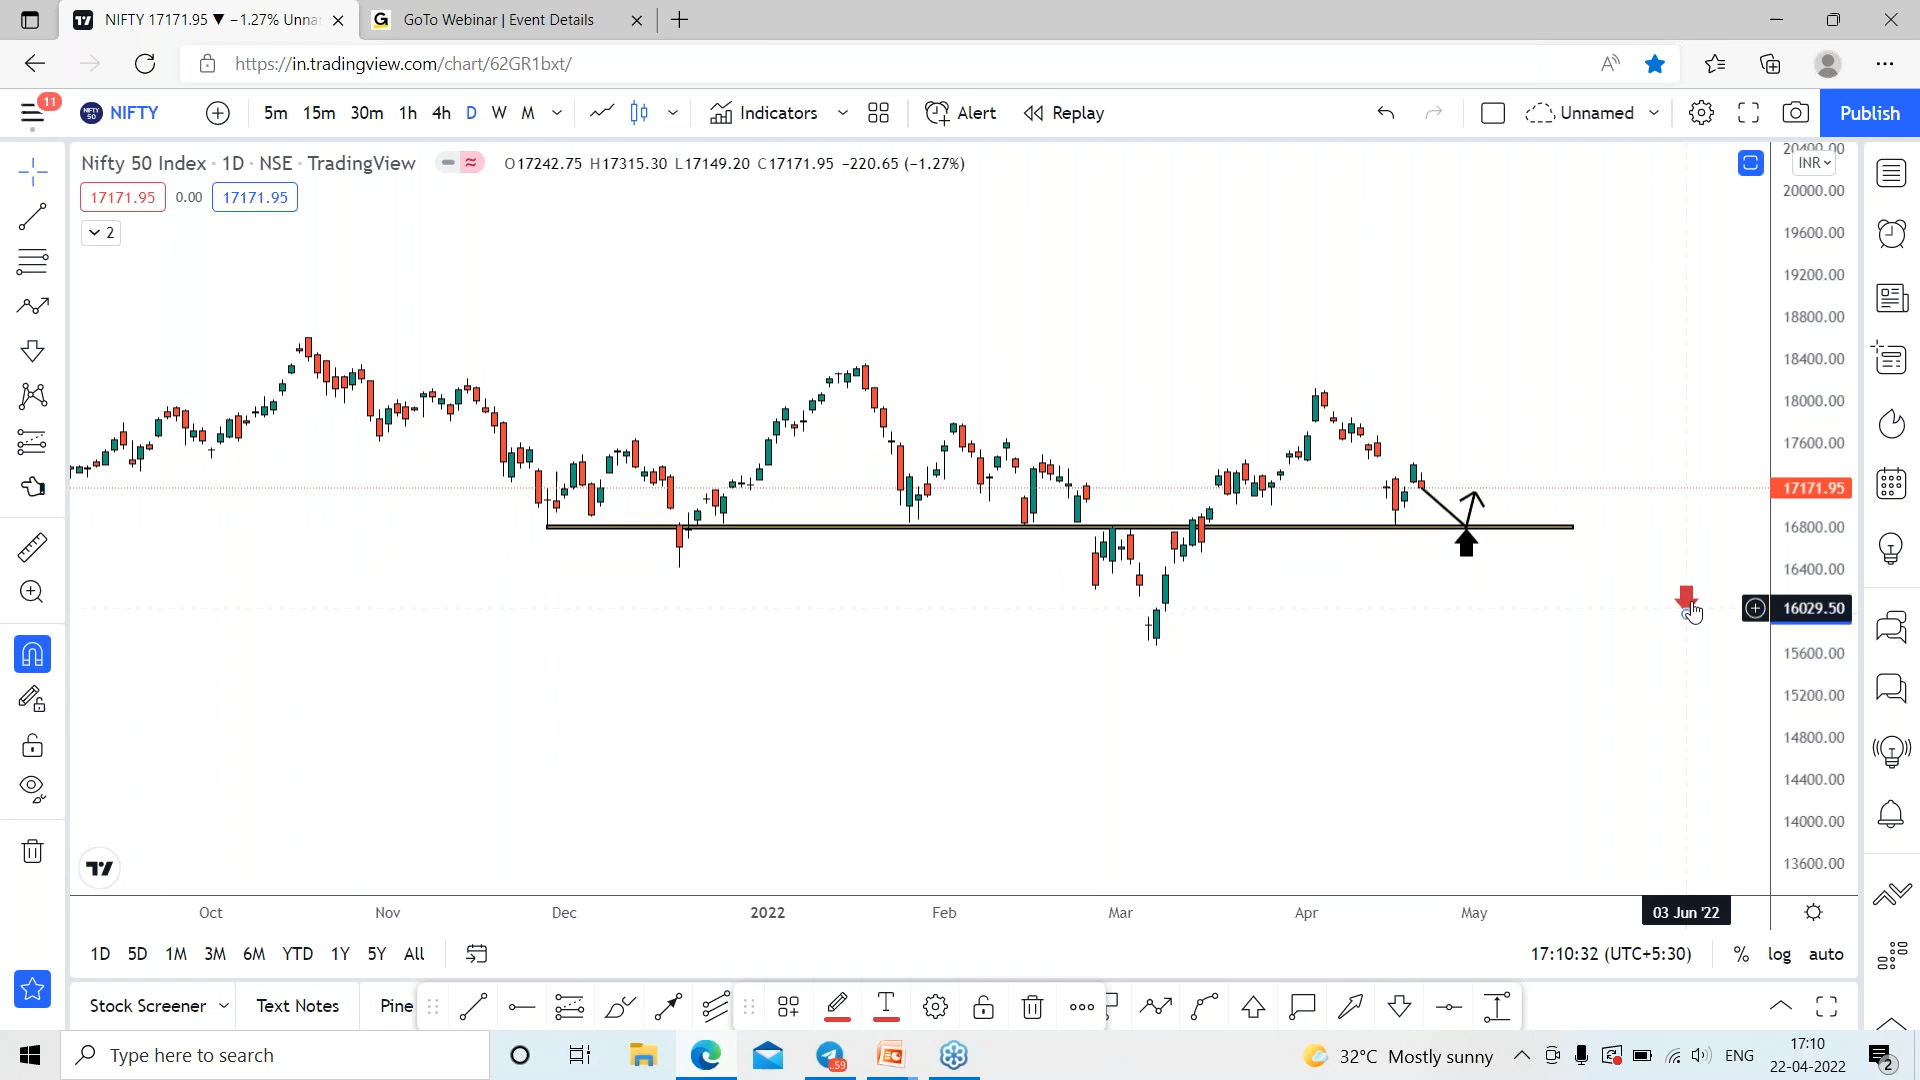 NIFTY 17171.95 ▼ −1.27% Unna
GoTo Webinar | Event Details
https://in.tradingview.com/chart/62GR1bxt/
11
NIFTY 5m 15m 30m 1h 4h D W M Indicators Alert Replay Unnamed Publish
Nifty 50 Index · 1D · NSE · TradingView O17242.75 H17315.30 L17149.20 C17171.95 −220.65 (−1.27%)
17171.95 0.00 17171.95
2
INR
20400.00
20000.00
19600.00
19200.00
18800.00
18400.00
18000.00
17600.00
17171.95
16800.00
16400.00
16029.50
15600.00
15200.00
14800.00
14400.00
14000.00
13600.00
Oct Nov Dec 2022 Feb Mar Apr May 03 Jun '22
1D 5D 1M 3M 6M YTD 1Y 5Y All 17:10:32 (UTC+5:30) % log auto
Stock Screener Text Notes Pine
Type here to search
59
32°C Mostly sunny
ENG
17:10
22-04-2022
2